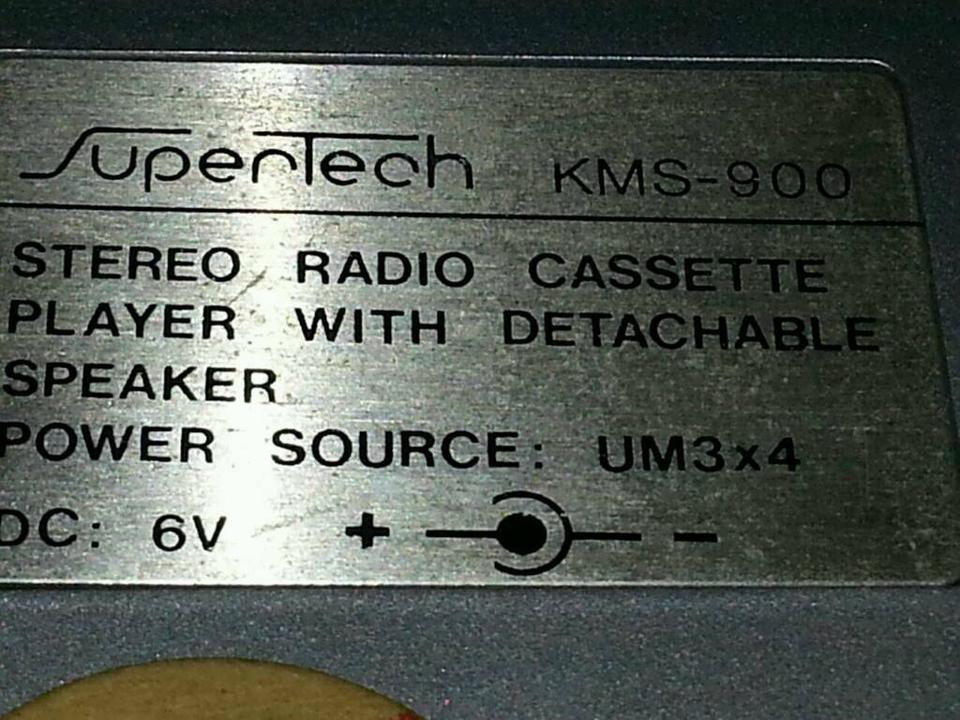 SuperTech KMS-900
STEREO RADIO CASSETTE
PLAYER WITH DETACHABLE
SPEAKER
POWER SOURCE: UM3x4
DC: 6V + -